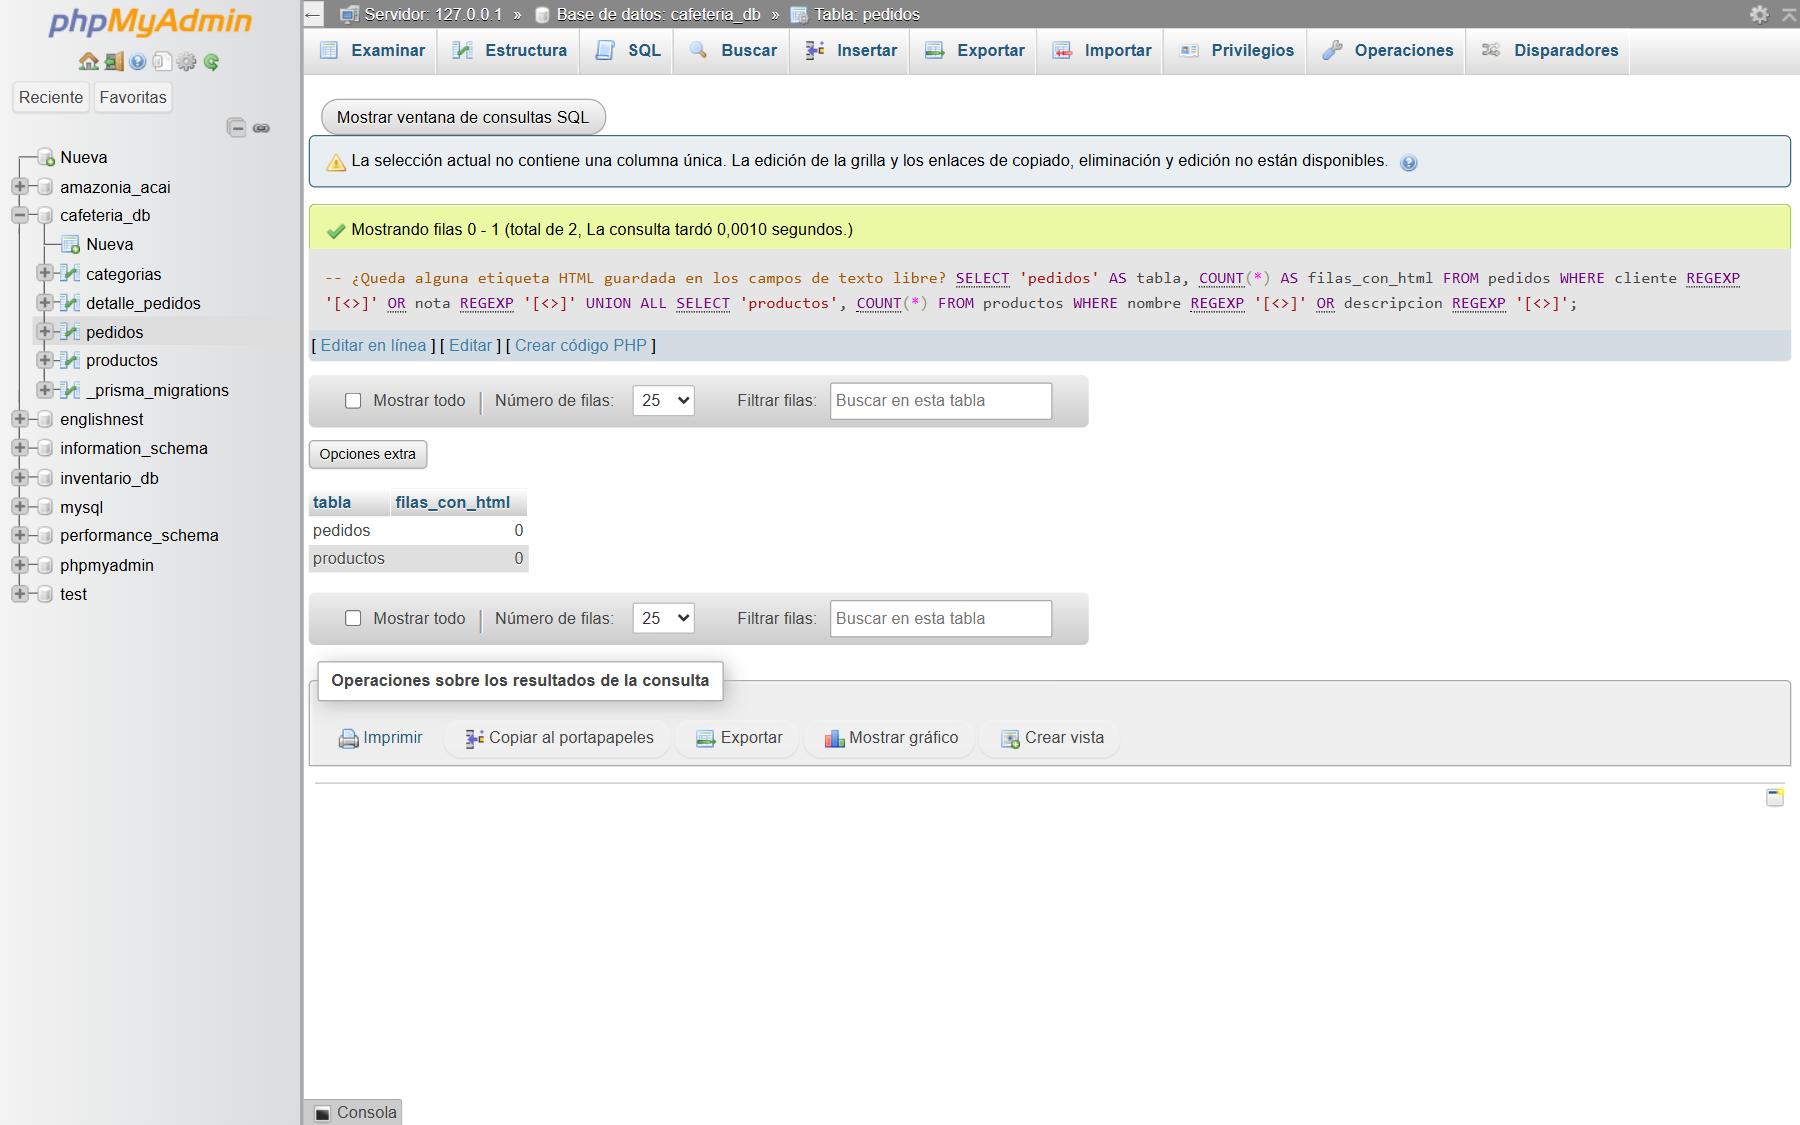 phpMyAdmin
Reciente
Favoritas
Nueva
amazonia_acai
cafeteria_db
Nueva
categorias
detalle_pedidos
pedidos
productos
_prisma_migrations
englishnest
information_schema
inventario_db
mysql
performance_schema
phpmyadmin
test
Servidor: 127.0.0.1 » Base de datos: cafeteria_db » Tabla: pedidos
Examinar
Estructura
SQL
Buscar
Insertar
Exportar
Importar
Privilegios
Operaciones
Disparadores
Mostrar ventana de consultas SQL
La selección actual no contiene una columna única. La edición de la grilla y los enlaces de copiado, eliminación y edición no están disponibles.
Mostrando filas 0 - 1 (total de 2, La consulta tardó 0,0010 segundos.)
-- ¿Queda alguna etiqueta HTML guardada en los campos de texto libre? SELECT 'pedidos' AS tabla, COUNT(*) AS filas_con_html FROM pedidos WHERE cliente REGEXP
'[<>]' OR nota REGEXP '[<>]' UNION ALL SELECT 'productos', COUNT(*) FROM productos WHERE nombre REGEXP '[<>]' OR descripcion REGEXP '[<>]';
[ Editar en línea ] [ Editar ] [ Crear código PHP ]
Mostrar todo
Número de filas:
25
Filtrar filas:
Buscar en esta tabla
Opciones extra
tabla filas_con_html
pedidos 0
productos 0
Mostrar todo
Número de filas:
25
Filtrar filas:
Buscar en esta tabla
Operaciones sobre los resultados de la consulta
Imprimir
Copiar al portapapeles
Exportar
Mostrar gráfico
Crear vista
Consola